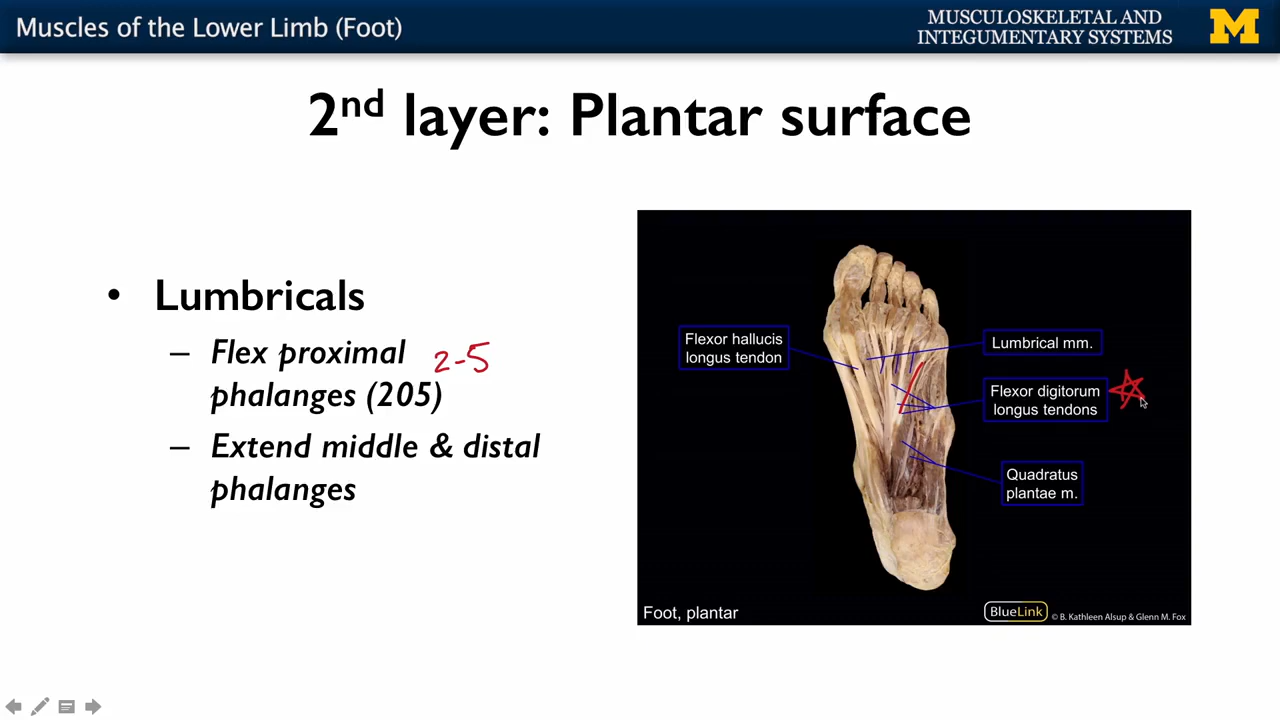 Muscles of the Lower Limb (Foot)
MUSCULOSKELETAL AND
INTEGUMENTARY SYSTEMS
M
2nd layer: Plantar surface
• Lumbricals
– Flex proximal 2-5
phalanges (205)
– Extend middle & distal
phalanges
Flexor hallucis
longus tendon
Lumbrical mm.
Flexor digitorum
longus tendons
Quadratus
plantae m.
Foot, plantar
BlueLink © B. Kathleen Alsup & Glenn M. Fox